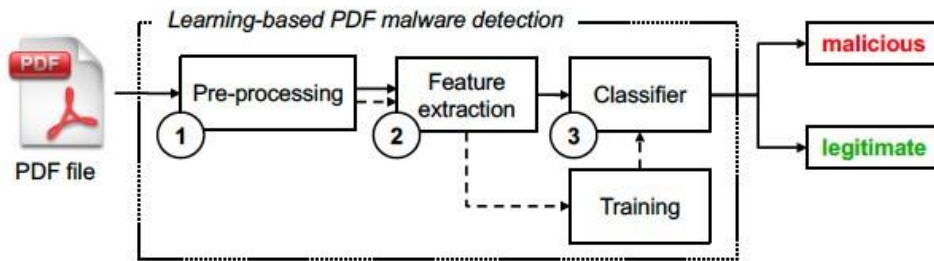 Learning-based PDF malware detection
PDF
PDF file
Pre-processing
1
Feature
extraction
2
Classifier
3
Training
malicious
legitimate